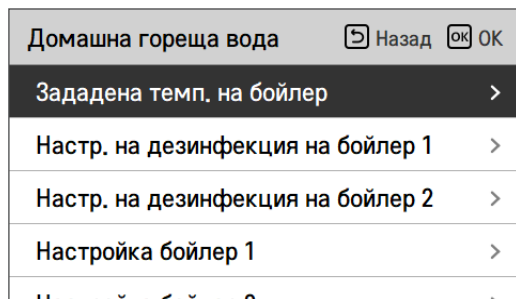 Домашна гореща вода Назад OK OK
Зададена темп. на бойлер
Настр. на дезинфекция на бойлер 1
Настр. на дезинфекция на бойлер 2
Настройка бойлер 1